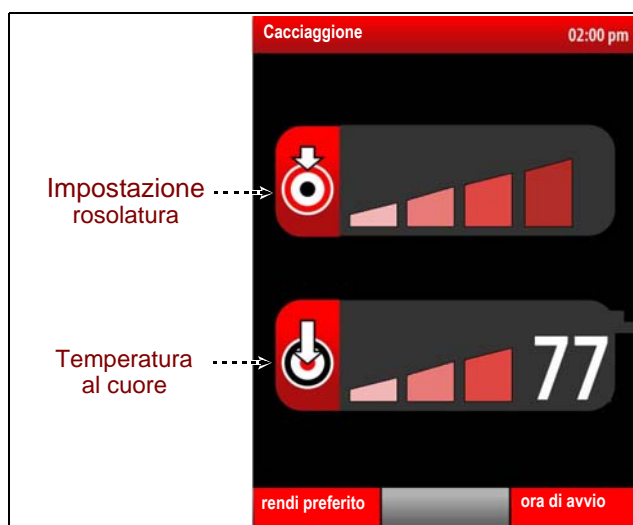 Cacciaggione
02:00 pm
Impostazione
rosolatura
Temperatura
al cuore
77
rendi preferito
ora di avvio